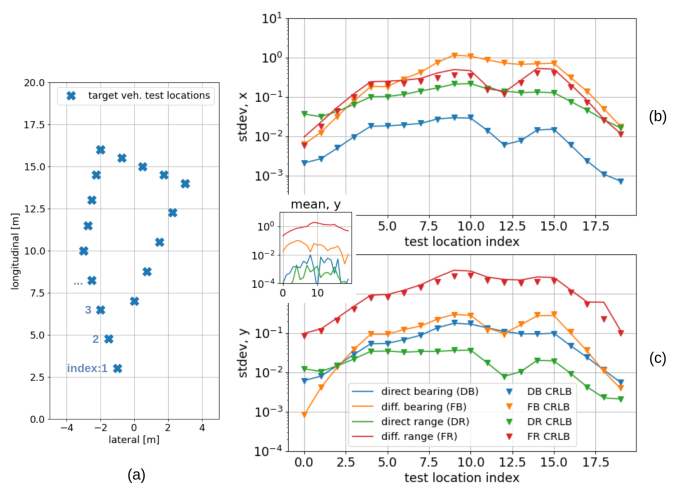 20.0
17.5
15.0
12.5
10.0
7.5
5.0
2.5
0.0
longitudinal [m]
target veh. test locations
...
3
2
index:1
−4 −2 0 2 4
lateral [m]
(a)
10^1
10^0
10^−1
10^−2
10^−3
stdev, x
5.0 7.5 10.0 12.5 15.0 17.5
test location index
(b)
mean, y
10^0
10^−2
10^−4
0 10
10^−1
10^−2
10^−3
10^−4
stdev, y
direct bearing (DB) DB CRLB
diff. bearing (FB) FB CRLB
direct range (DR) DR CRLB
diff. range (FR) FR CRLB
0.0 2.5 5.0 7.5 10.0 12.5 15.0 17.5
test location index
(c)